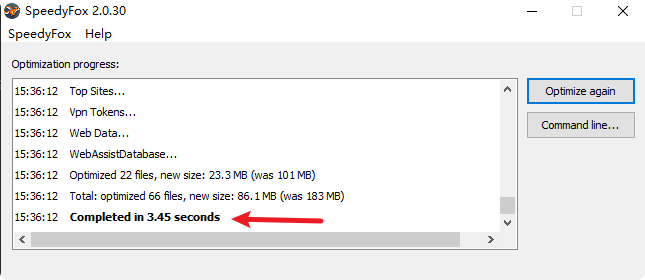 SpeedyFox 2.0.30
SpeedyFox Help
Optimization progress:
15:36:12 Top Sites...
Optimize again
15:36:12 Vpn Tokens...
Command line...
15:36:12 Web Data...
15:36:12 WebAssistDatabase...
15:36:12 Optimized 22 files, new size: 23.3 MB (was 101 MB)
15:36:12 Total: optimized 66 files, new size: 86.1 MB (was 183 MB)
15:36:12 Completed in 3.45 seconds